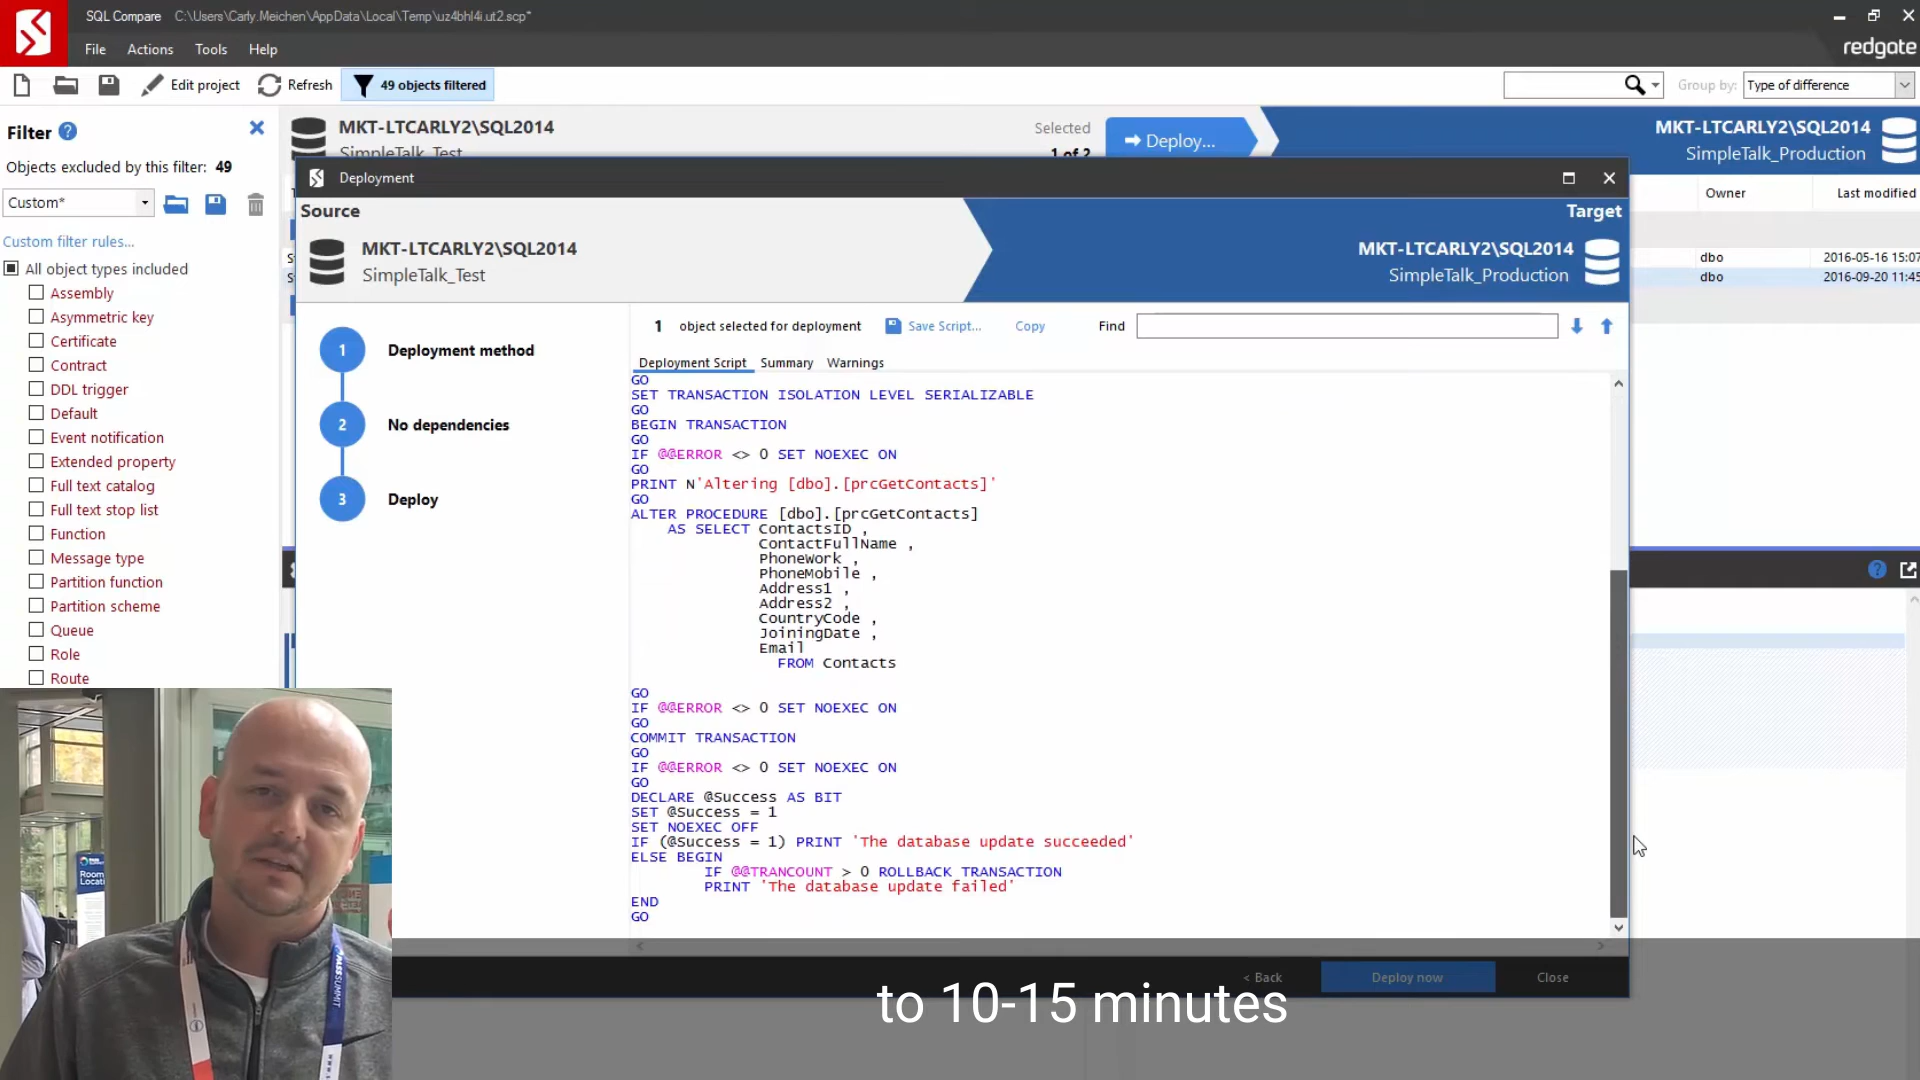 SQL Compare C:\Users\Carly.Meichen\AppData\Local\Temp\uz4bhl4i.ut2.scp*
File Actions Tools Help
redgate
Edit project Refresh 49 objects filtered
Group by: Type of difference
Filter
Objects excluded by this filter: 49
Custom*
Custom filter rules...
All object types included
Assembly
Asymmetric key
Certificate
Contract
DDL trigger
Default
Event notification
Extended property
Full text catalog
Full text stop list
Function
Message type
Partition function
Partition scheme
Queue
Role
Route
MKT-LTCARLY2\SQL2014
SimpleTalk_Test
Selected
1 of 2
Deploy...
MKT-LTCARLY2\SQL2014
SimpleTalk_Production
Owner Last modified
dbo 2016-05-16 15:07
dbo 2016-09-20 11:45
Deployment
Source
MKT-LTCARLY2\SQL2014
SimpleTalk_Test
Target
MKT-LTCARLY2\SQL2014
SimpleTalk_Production
1 Deployment method
2 No dependencies
3 Deploy
1 object selected for deployment Save Script... Copy Find
Deployment Script Summary Warnings
GO
SET TRANSACTION ISOLATION LEVEL SERIALIZABLE
GO
BEGIN TRANSACTION
GO
IF @@ERROR <> 0 SET NOEXEC ON
GO
PRINT N'Altering [dbo].[prcGetContacts]'
GO
ALTER PROCEDURE [dbo].[prcGetContacts]
AS SELECT ContactsID ,
ContactFullName ,
PhoneWork ,
PhoneMobile ,
Address1 ,
Address2 ,
CountryCode ,
JoiningDate ,
Email
FROM Contacts
GO
IF @@ERROR <> 0 SET NOEXEC ON
GO
COMMIT TRANSACTION
GO
IF @@ERROR <> 0 SET NOEXEC ON
GO
DECLARE @Success AS BIT
SET @Success = 1
SET NOEXEC OFF
IF (@Success = 1) PRINT 'The database update succeeded'
ELSE BEGIN
IF @@TRANCOUNT > 0 ROLLBACK TRANSACTION
PRINT 'The database update failed'
END
GO
< Back Deploy now Close
to 10-15 minutes